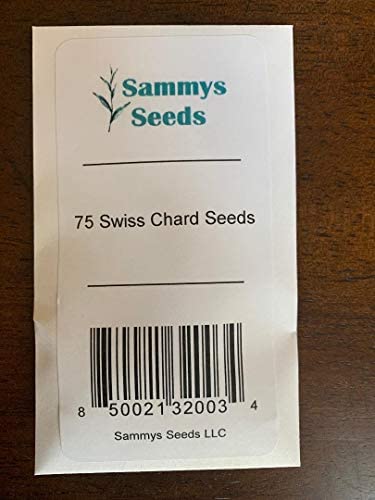 Sammys
Seeds
75 Swiss Chard Seeds
8 50021 32003 4
Sammys Seeds LLC